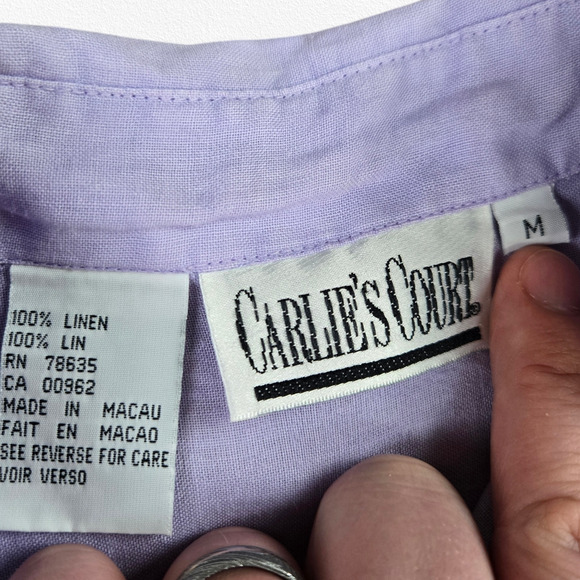 100% LINEN
100% LIN
RN 78635
CA 00962
MADE IN MACAU
FAIT EN MACAO
SEE REVERSE FOR CARE
VOIR VERSO
CARLIE'S COURT
M